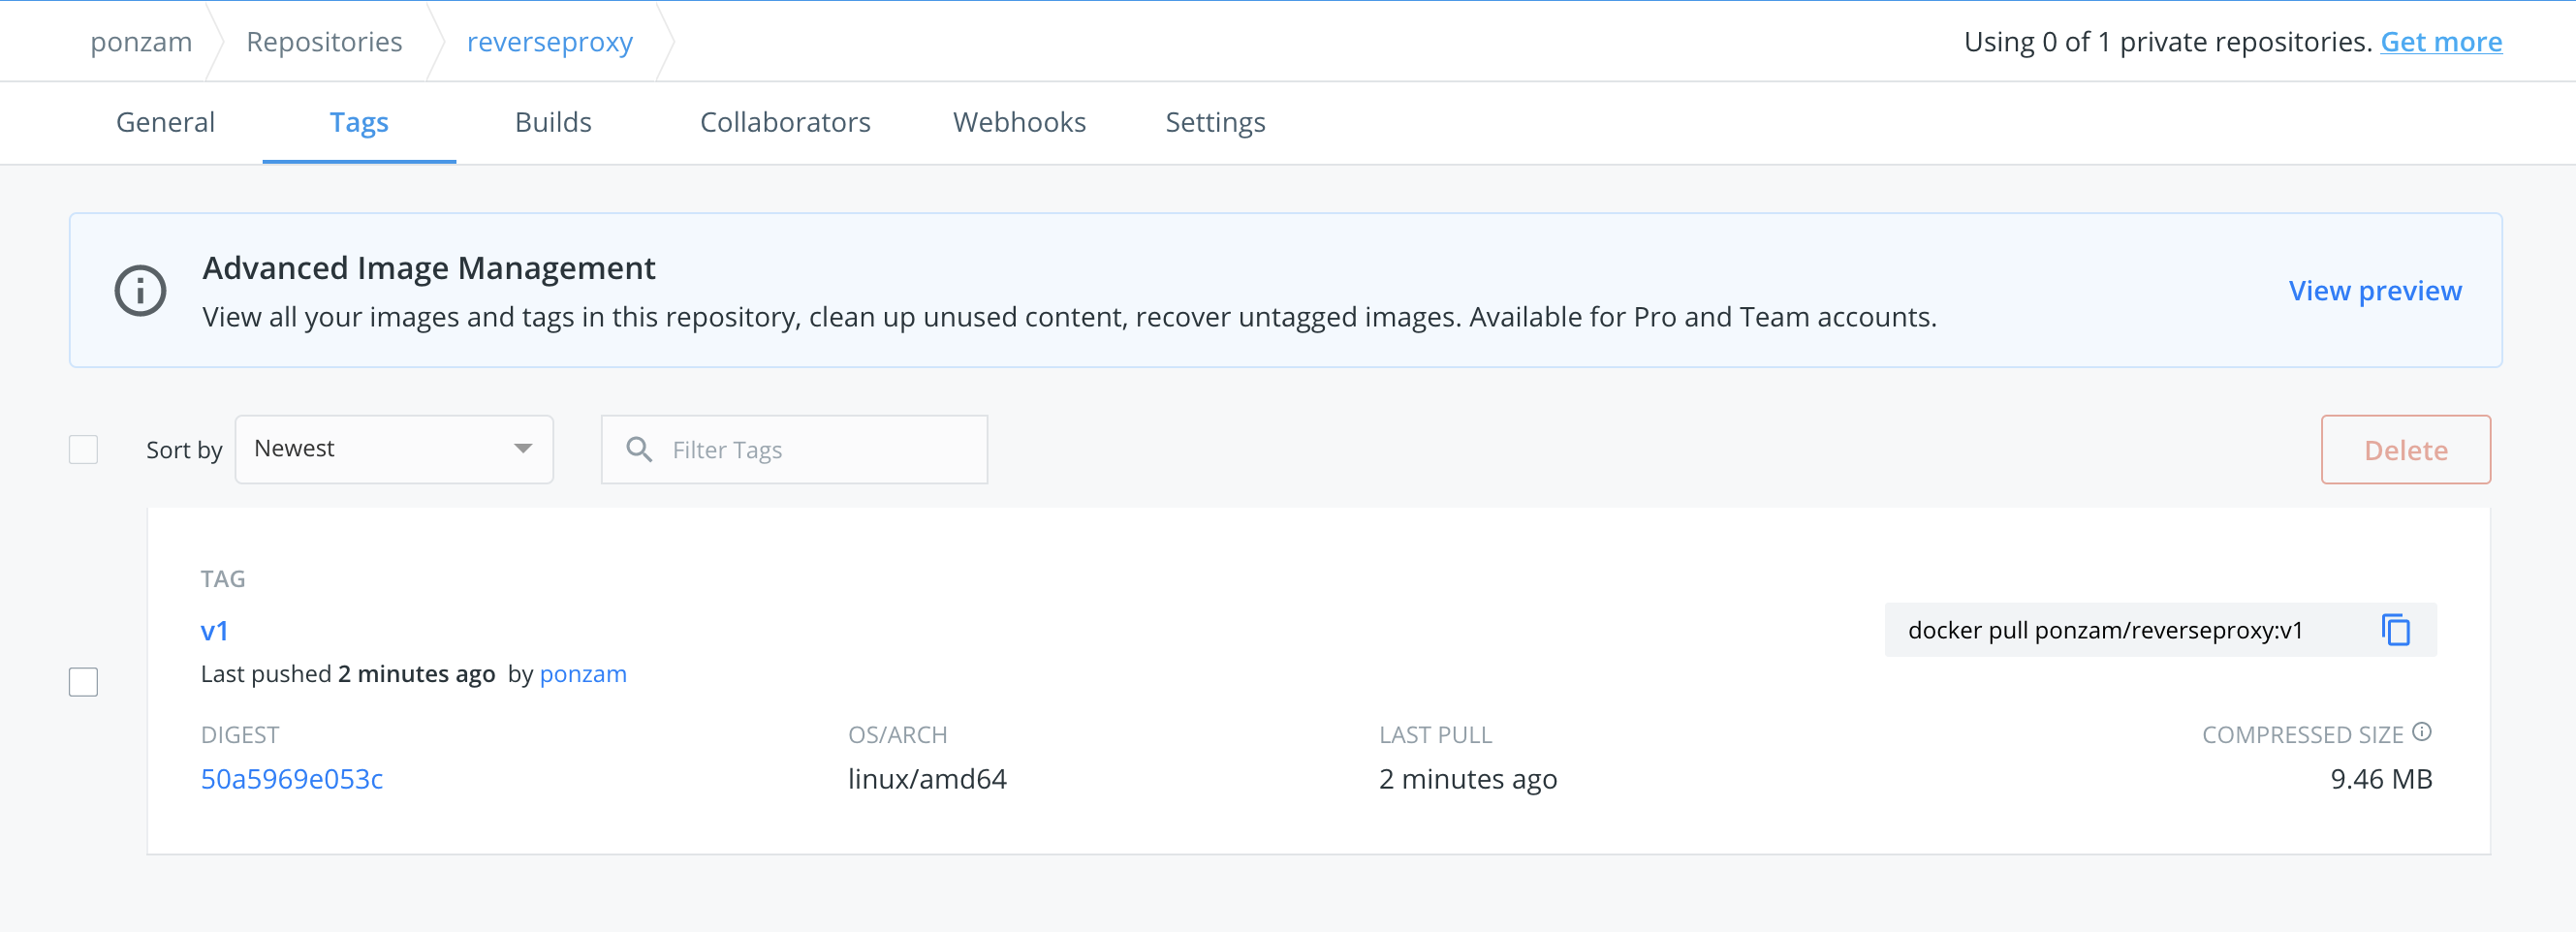 ponzam Repositories reverseproxy Using 0 of 1 private repositories. Get more
General Tags Builds Collaborators Webhooks Settings
Advanced Image Management
View all your images and tags in this repository, clean up unused content, recover untagged images. Available for Pro and Team accounts.
View preview
Sort by Newest Filter Tags Delete
TAG
v1
docker pull ponzam/reverseproxy:v1
Last pushed 2 minutes ago by ponzam
DIGEST OS/ARCH LAST PULL COMPRESSED SIZE
50a5969e053c linux/amd64 2 minutes ago 9.46 MB